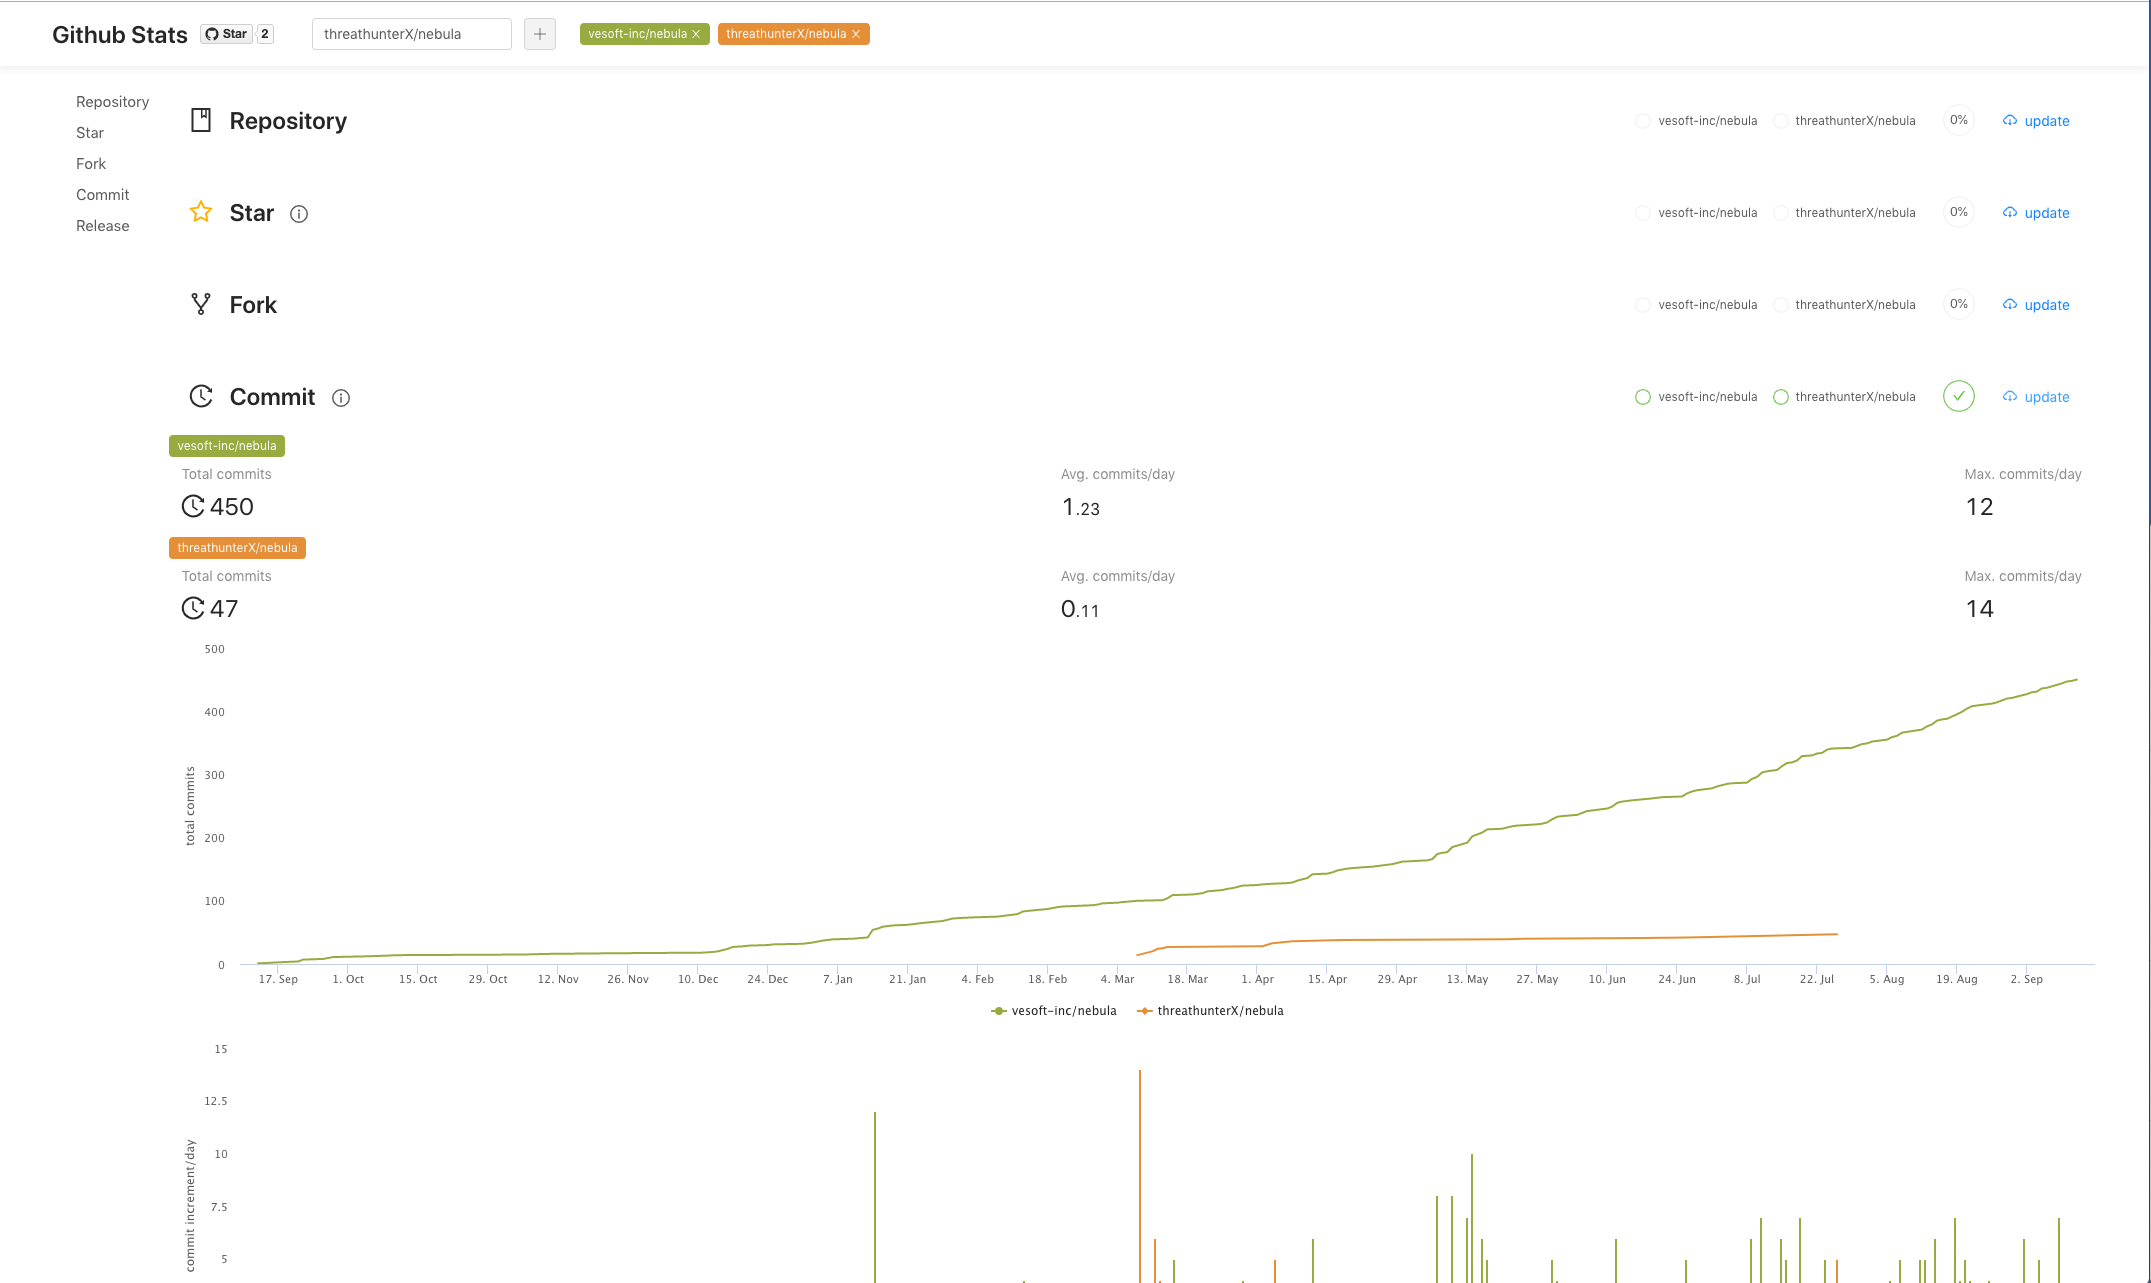 Github Stats Star 2 threathunterX/nebula + vesoft-inc/nebula × threathunterX/nebula ×
Repository
Star
Fork
Commit
Release
Repository vesoft-inc/nebula threathunterX/nebula 0% update
Star vesoft-inc/nebula threathunterX/nebula 0% update
Fork vesoft-inc/nebula threathunterX/nebula 0% update
Commit vesoft-inc/nebula threathunterX/nebula update
vesoft-inc/nebula
Total commits Avg. commits/day Max. commits/day
450 1.23 12
threathunterX/nebula
Total commits Avg. commits/day Max. commits/day
47 0.11 14
total commits
500
400
300
200
100
0
17. Sep 1. Oct 15. Oct 29. Oct 12. Nov 26. Nov 10. Dec 24. Dec 7. Jan 21. Jan 4. Feb 18. Feb 4. Mar 18. Mar 1. Apr 15. Apr 29. Apr 13. May 27. May 10. Jun 24. Jun 8. Jul 22. Jul 5. Aug 19. Aug 2. Sep
vesoft-inc/nebula threathunterX/nebula
commit increment/day
15
12.5
10
7.5
5